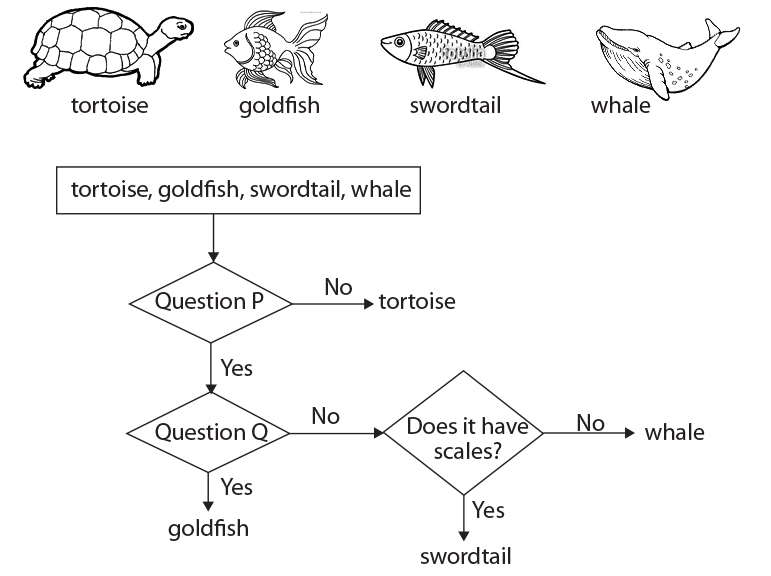 tortoise
goldfish
swordtail
whale
tortoise, goldfish, swordtail, whale
Question P
No
tortoise
Yes
Question Q
No
Does it have
scales?
No
whale
Yes
goldfish
Yes
swordtail